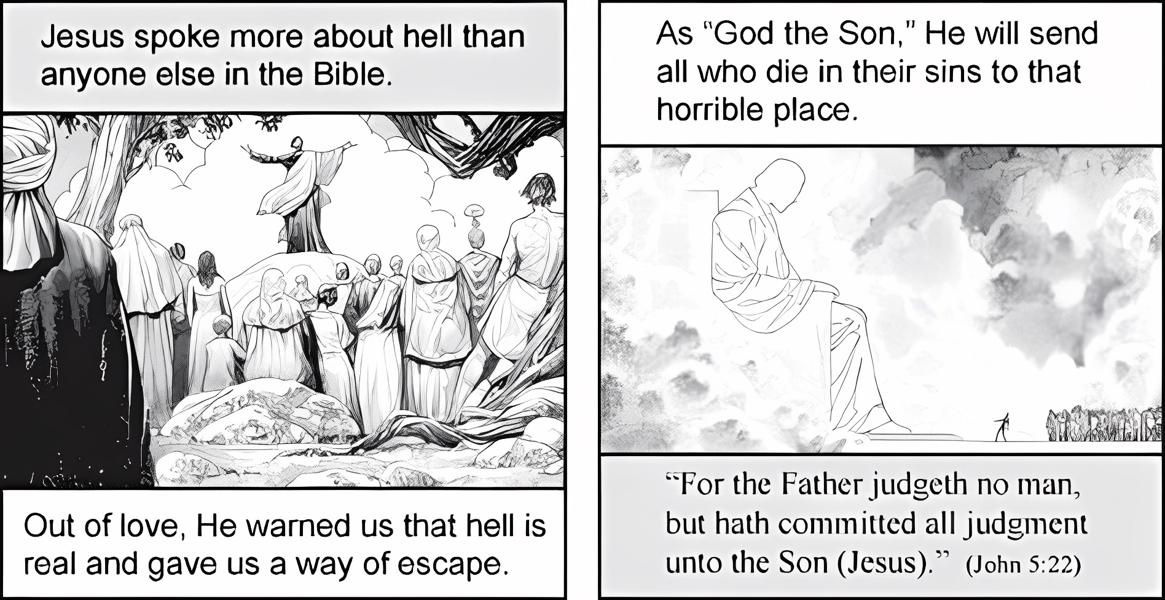 Jesus spoke more about hell than
anyone else in the Bible.
Out of love, He warned us that hell is
real and gave us a way of escape.
As “God the Son,” He will send
all who die in their sins to that
horrible place.
“For the Father judgeth no man,
but hath committed all judgment
unto the Son (Jesus).” (John 5:22)